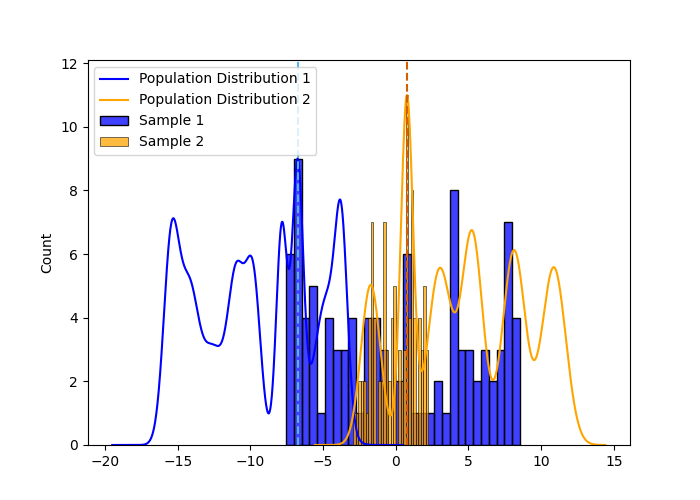 12
10
8
6
4
2
0
Count
Population Distribution 1
Population Distribution 2
Sample 1
Sample 2
−20 −15 −10 −5 0 5 10 15